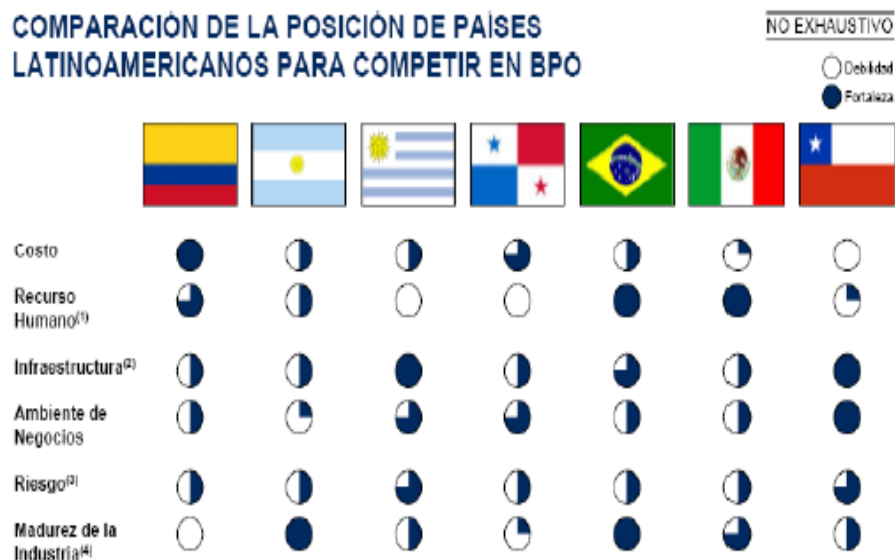 COMPARACIÓN DE LA POSICIÓN DE PAÍSES
LATINOAMERICANOS PARA COMPETIR EN BPO
NO EXHAUSTIVO
Debilidad
Fortaleza
Costo
Recurso
Humano(1)
Infraestructura(2)
Ambiente de
Negocios
Riesgo(3)
Madurez de la
Industria(4)